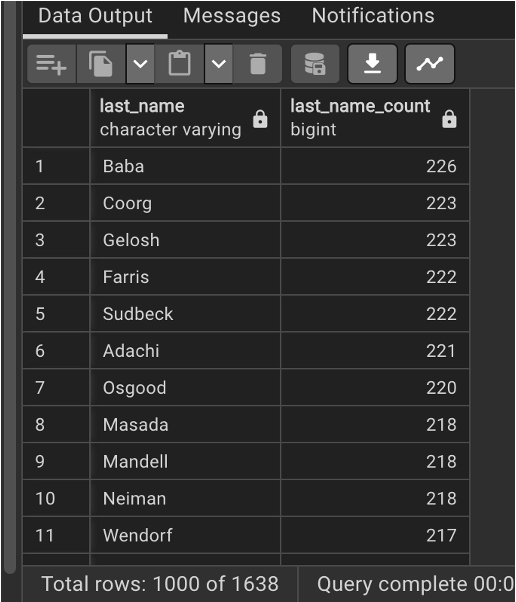 Data Output Messages Notifications
last_name last_name_count
character varying bigint
1 Baba 226
2 Coorg 223
3 Gelosh 223
4 Farris 222
5 Sudbeck 222
6 Adachi 221
7 Osgood 220
8 Masada 218
9 Mandell 218
10 Neiman 218
11 Wendorf 217
Total rows: 1000 of 1638 Query complete 00:0